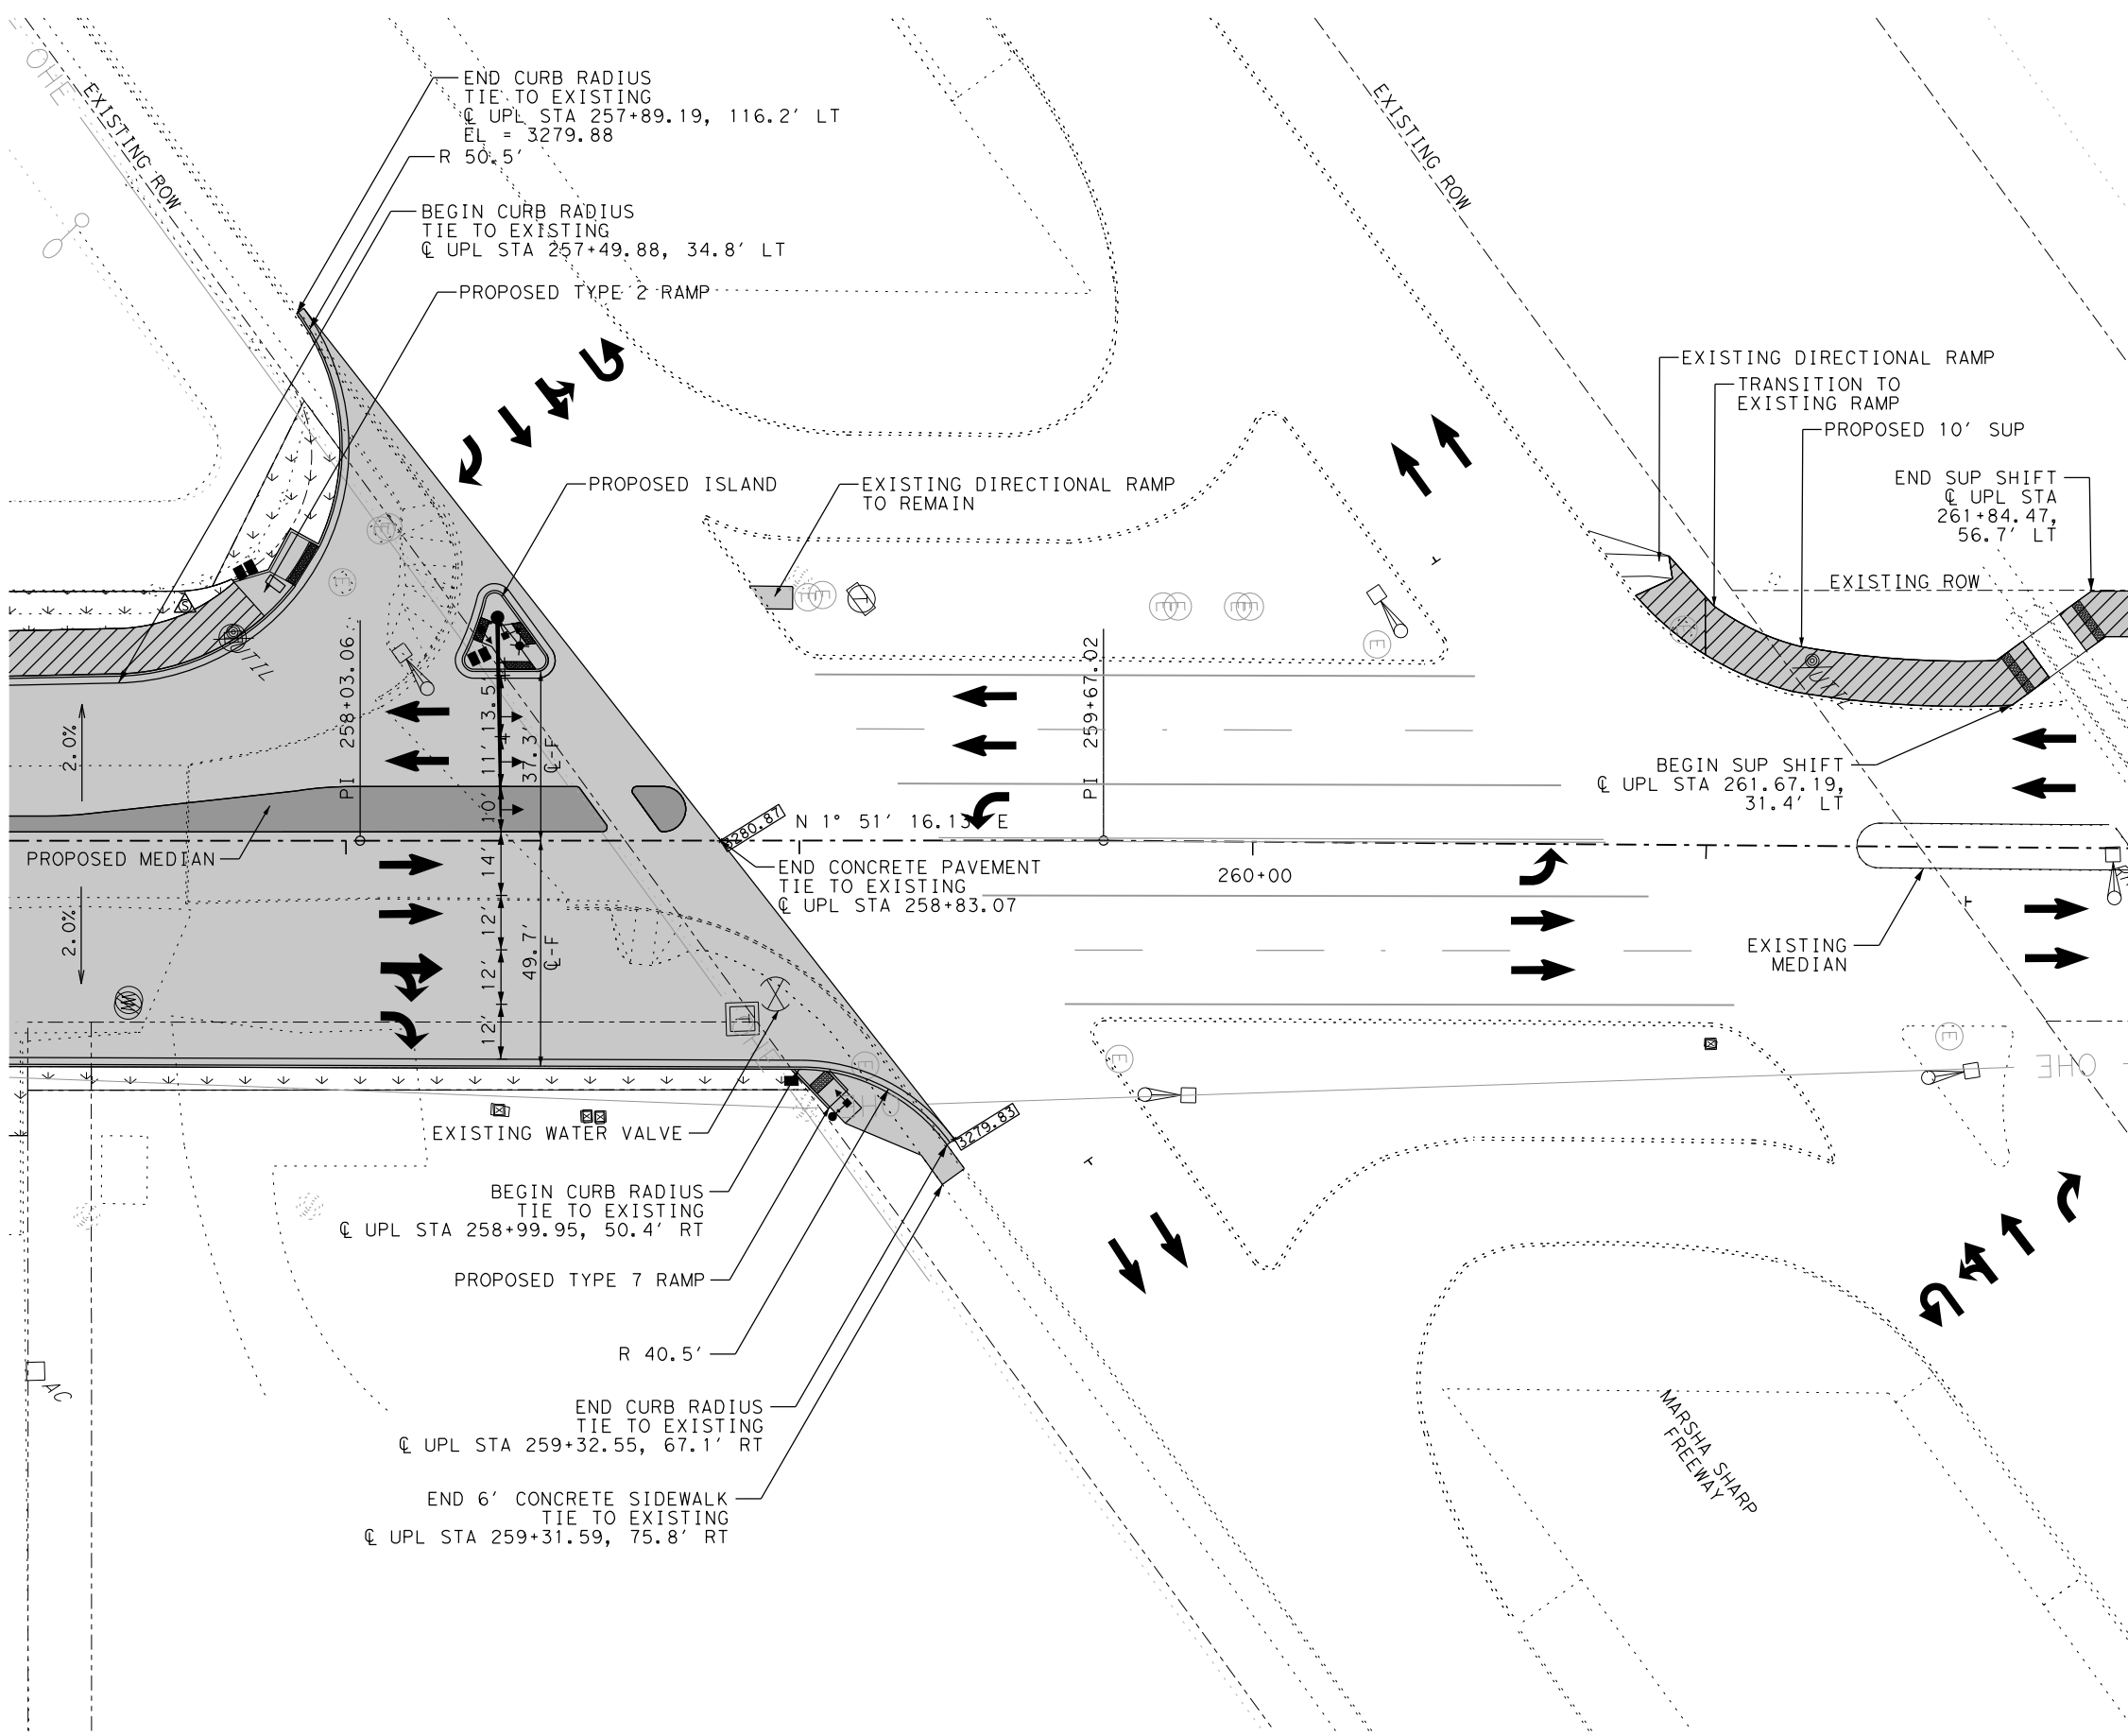 OHE
EXISTING ROW
END CURB RADIUS
TIE TO EXISTING
℄ UPL STA 257+89.19, 116.2' LT
EL = 3279.88
R 50.5'
BEGIN CURB RADIUS
TIE TO EXISTING
℄ UPL STA 257+49.88, 34.8' LT
PROPOSED TYPE 2 RAMP
EXISTING ROW
EXISTING DIRECTIONAL RAMP
TRANSITION TO
EXISTING RAMP
PROPOSED 10' SUP
END SUP SHIFT
℄ UPL STA
261+84.47,
56.7' LT
EXISTING ROW
PROPOSED ISLAND
EXISTING DIRECTIONAL RAMP
TO REMAIN
E
E
E
E
E
E
E
E
S
UTIL
PI 258+03.06
PI 259+67.02
2.0%
13.5'
11'
10'
37.3'
℄-F
BEGIN SUP SHIFT
℄ UPL STA 261.67.19,
31.4' LT
3280.87
N 1° 51' 16.13" E
PROPOSED MEDIAN
END CONCRETE PAVEMENT
TIE TO EXISTING
℄ UPL STA 258+83.07
260+00
2.0%
14'
12'
12'
12'
49.7'
℄-F
EXISTING
MEDIAN
W
T
E
E
E
OHE
OHE
3279.83
EXISTING WATER VALVE
BEGIN CURB RADIUS
TIE TO EXISTING
℄ UPL STA 258+99.95, 50.4' RT
PROPOSED TYPE 7 RAMP
R 40.5'
END CURB RADIUS
TIE TO EXISTING
℄ UPL STA 259+32.55, 67.1' RT
END 6' CONCRETE SIDEWALK
TIE TO EXISTING
℄ UPL STA 259+31.59, 75.8' RT
AC
MARSHA SHARP
FREEWAY